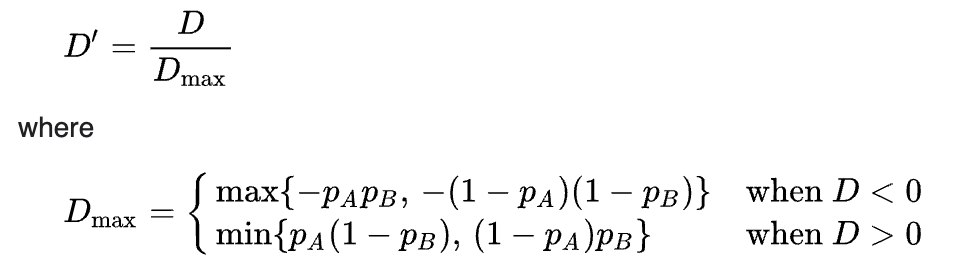 D′ = D / D_max
where
D_max = { max{−p_A p_B, −(1 − p_A)(1 − p_B)} when D < 0
min{p_A(1 − p_B), (1 − p_A)p_B} when D > 0